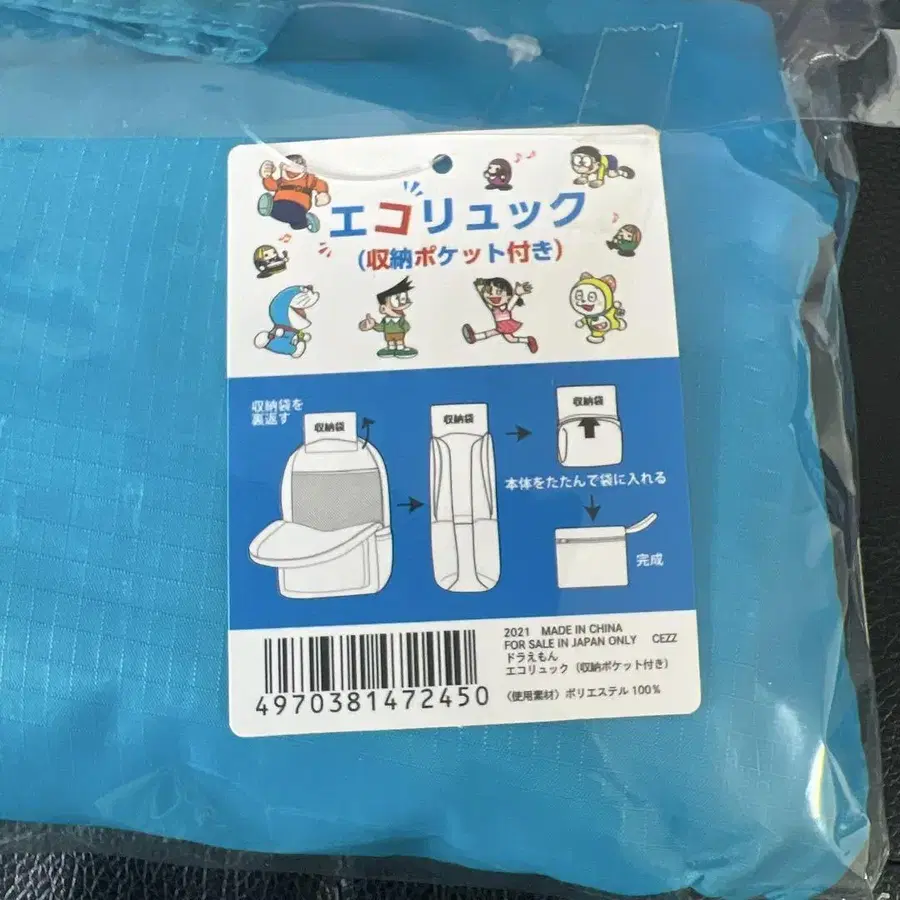 エコリュック
(収納ポケット付き)
収納袋を
裏返す
収納袋
収納袋
収納袋
本体をたたんで袋に入れる
完成
2021 MADE IN CHINA
FOR SALE IN JAPAN ONLY CEZZ
ドラえもん
エコリュック（収納ポケット付き）
〈使用素材〉ポリエステル 100%
4970381472450